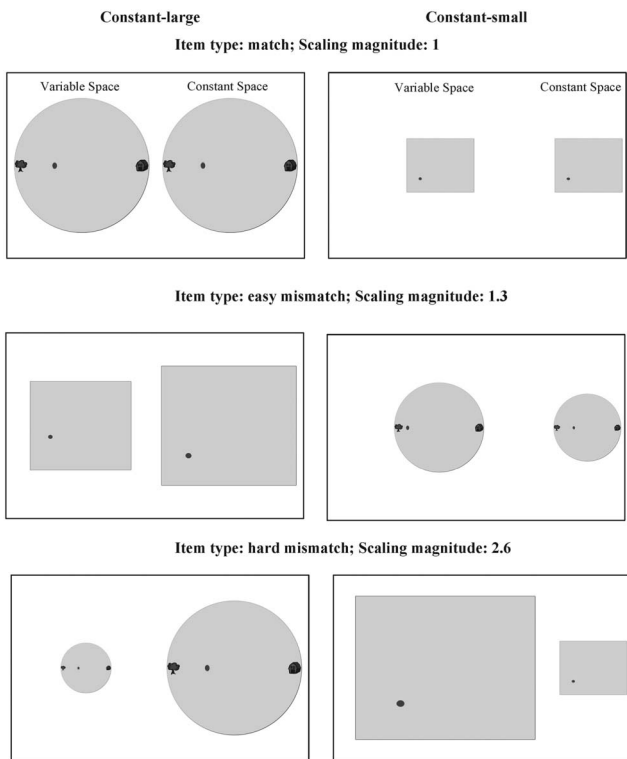 Constant-large Constant-small
Item type: match; Scaling magnitude: 1
Variable Space Constant Space Variable Space Constant Space
Item type: easy mismatch; Scaling magnitude: 1.3
Item type: hard mismatch; Scaling magnitude: 2.6